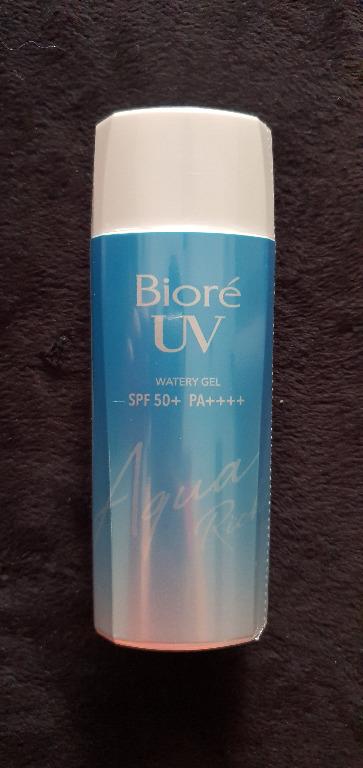 Bioré
UV
WATERY GEL
SPF 50+ PA++++
Aqua
Rich